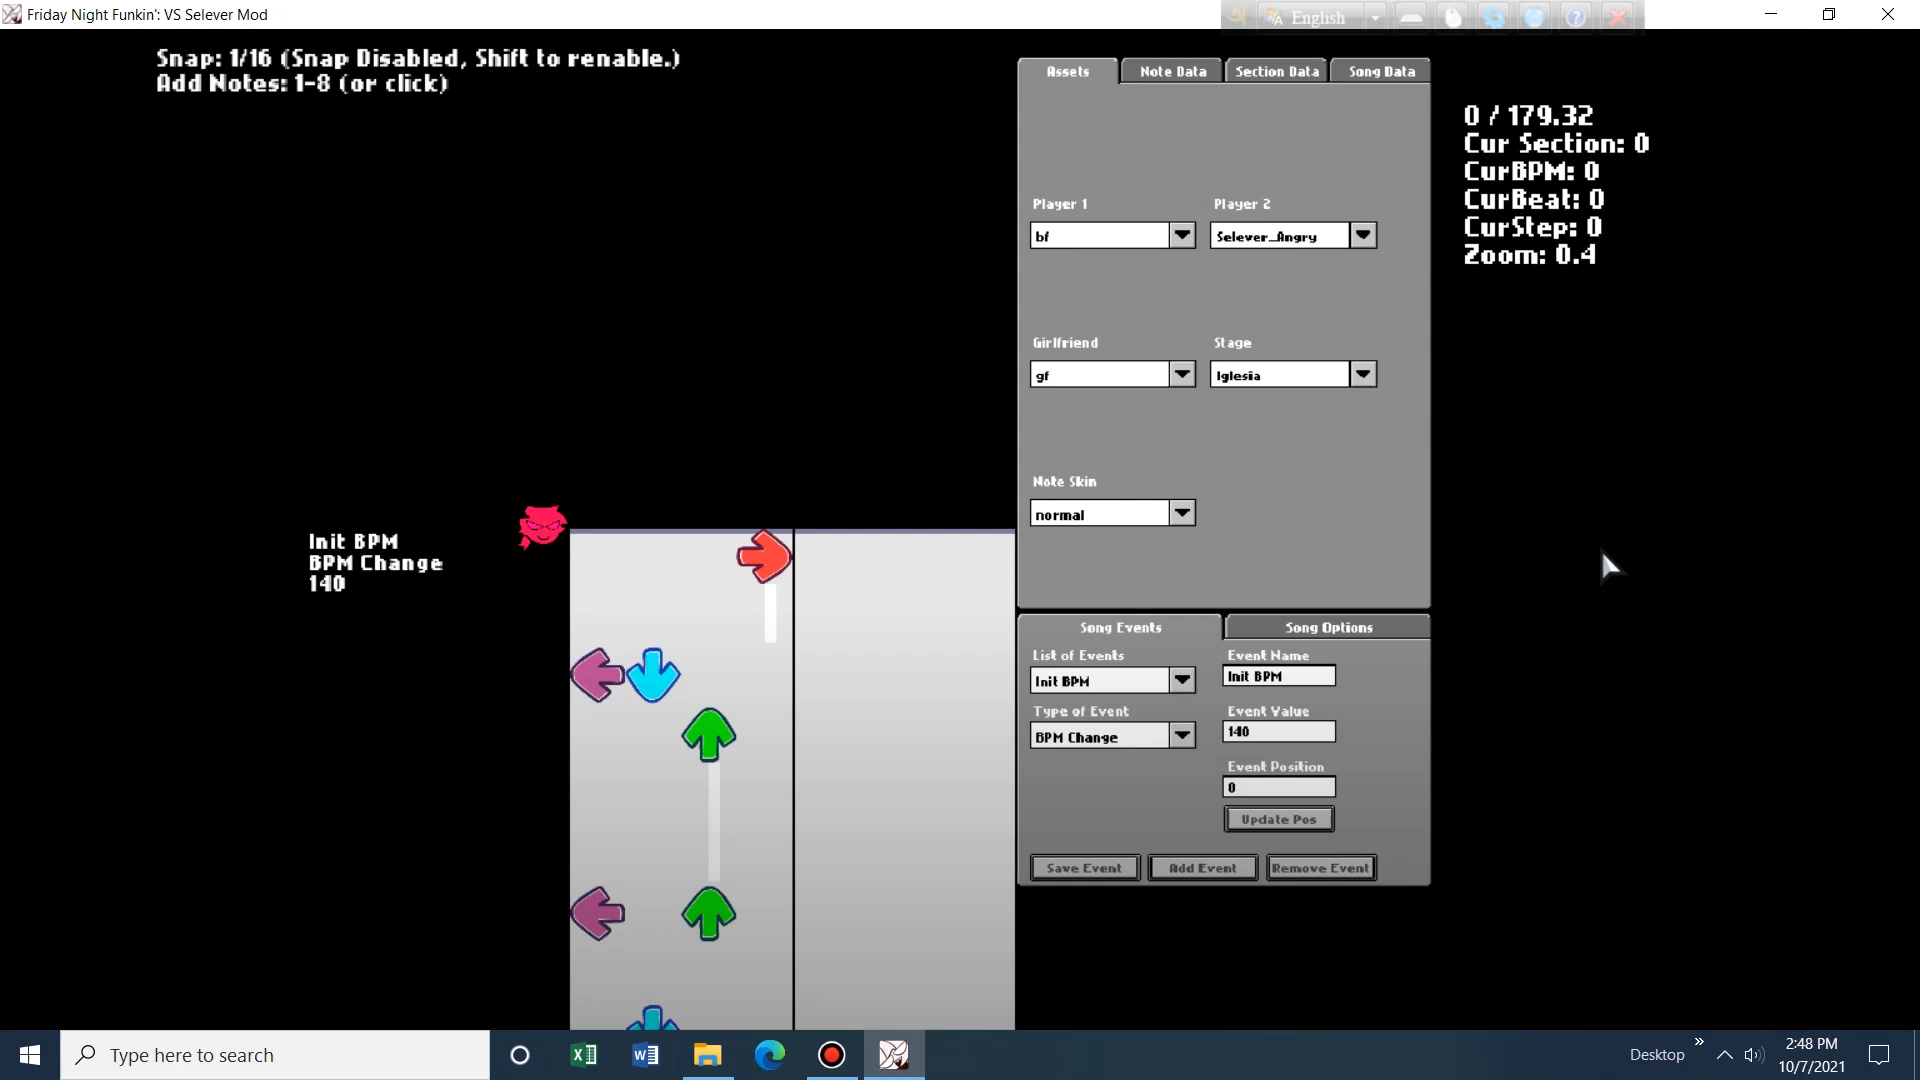 Friday Night Funkin': VS Selever Mod
English
Snap: 1/16 (Snap Disabled, Shift to renable.)
Add Notes: 1-8 (or click)
Assets
Note Data
Section Data
Song Data
0 / 179.32
Cur Section: 0
CurBPM: 0
CurBeat: 0
CurStep: 0
Zoom: 0.4
Player 1
Player 2
bf
Selever_Angry
Girlfriend
Stage
gf
Iglesia
Note Skin
normal
Init BPM
BPM Change
140
Song Events
Song Options
List of Events
Event Name
Init BPM
Init BPM
Type of Event
Event Value
BPM Change
140
Event Position
0
Update Pos
Save Event
Add Event
Remove Event
Type here to search
Desktop
2:48 PM
10/7/2021